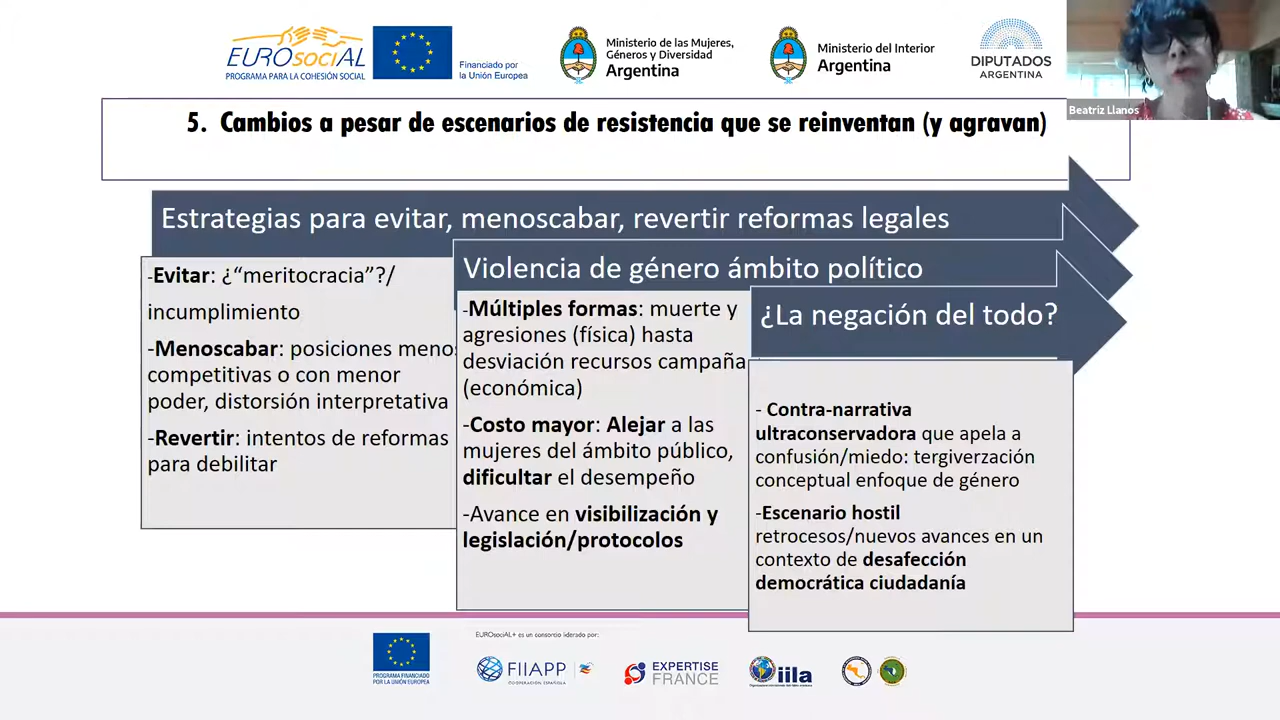 EUROsociAL
PROGRAMA PARA LA COHESIÓN SOCIAL
Financiado por
la Unión Europea
Ministerio de las Mujeres,
Géneros y Diversidad
Argentina
Ministerio del Interior
Argentina
DIPUTADOS
ARGENTINA
Beatriz Llanos
5. Cambios a pesar de escenarios de resistencia que se reinventan (y agravan)
Estrategias para evitar, menoscabar, revertir reformas legales
-Evitar: ¿“meritocracia”?/
incumplimiento
-Menoscabar: posiciones menos
competitivas o con menor
poder, distorsión interpretativa
-Revertir: intentos de reformas
para debilitar
Violencia de género ámbito político
-Múltiples formas: muerte y
agresiones (física) hasta
desviación recursos campaña
(económica)
-Costo mayor: Alejar a las
mujeres del ámbito público,
dificultar el desempeño
-Avance en visibilización y
legislación/protocolos
¿La negación del todo?
- Contra-narrativa
ultraconservadora que apela a
confusión/miedo: tergiverzación
conceptual enfoque de género
-Escenario hostil
retrocesos/nuevos avances en un
contexto de desafección
democrática ciudadanía
PROGRAMA FINANCIADO
POR LA UNIÓN EUROPEA
EUROsociAL+ es un consorcio liderado por:
FIIAPP
COOPERACIÓN ESPAÑOLA
EXPERTISE
FRANCE
iila